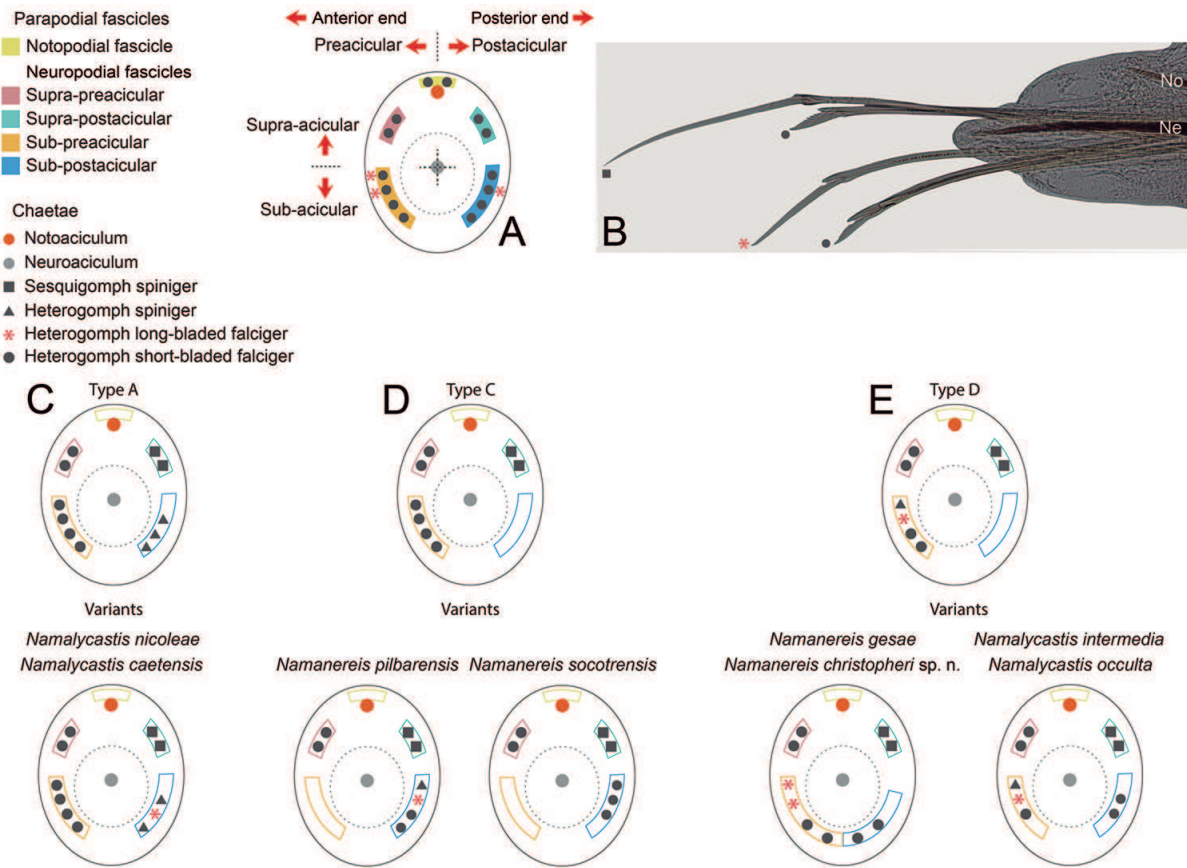 Parapodial fascicles
Notopodial fascicle
Neuropodial fascicles
Supra-preacicular
Supra-postacicular
Sub-preacicular
Sub-postacicular
Chaetae
Notoaciculum
Neuroaciculum
Sesquigomph spiniger
Heterogomph spiniger
Heterogomph long-bladed falciger
Heterogomph short-bladed falciger
Anterior end
Posterior end
Preacicular
Postacicular
Supra-acicular
Sub-acicular
A
B
No
Ne
C
Type A
Variants
Namalycastis nicoleae
Namalycastis caetensis
D
Type C
Variants
Namanereis pilbarensis
Namanereis socotrensis
E
Type D
Variants
Namanereis gesae
Namanereis christopheri sp. n.
Namalycastis intermedia
Namalycastis occulta